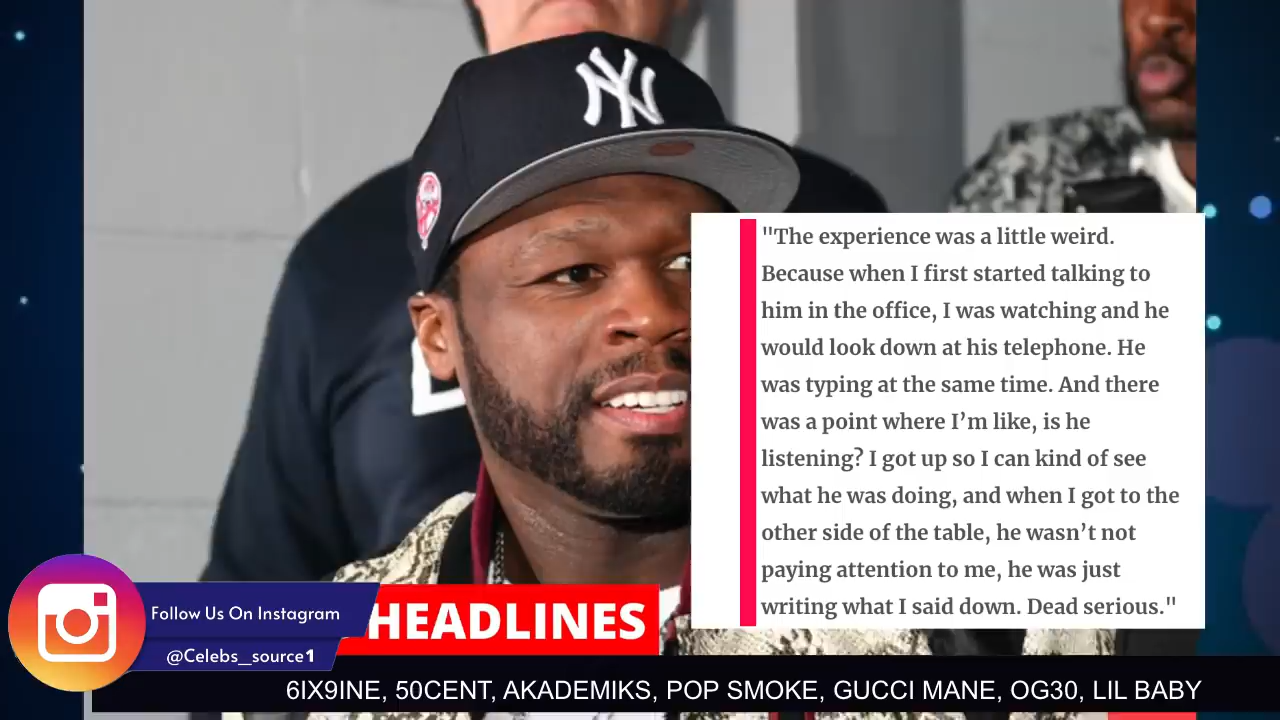 NY
"The experience was a little weird.
Because when I first started talking to
him in the office, I was watching and he
would look down at his telephone. He
was typing at the same time. And there
was a point where I’m like, is he
listening? I got up so I can kind of see
what he was doing, and when I got to the
other side of the table, he wasn’t not
paying attention to me, he was just
writing what I said down. Dead serious."
Follow Us On Instagram
@Celebs_source1
HEADLINES
6IX9INE, 50CENT, AKADEMIKS, POP SMOKE, GUCCI MANE, OG30, LIL BABY